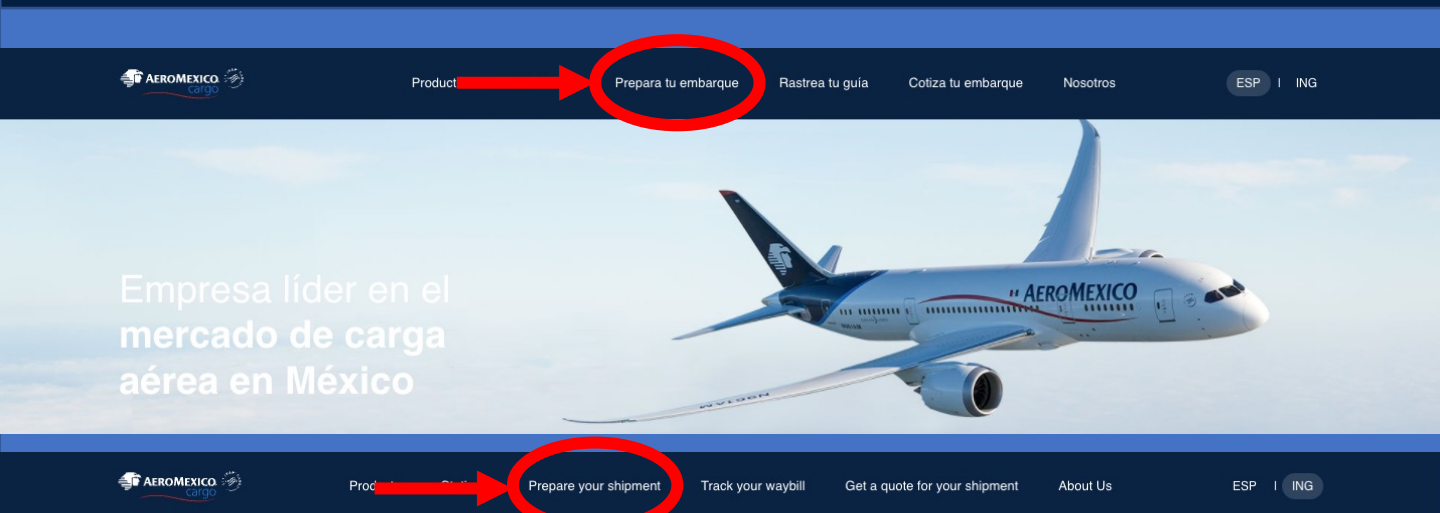 AEROMEXICO
cargo
Product
Prepara tu embarque
Rastrea tu guía
Cotiza tu embarque
Nosotros
ESP | ING
Empresa líder en el
mercado de carga
aérea en México
AEROMEXICO
N961AM
AEROMEXICO
cargo
Prepare your shipment
Track your waybill
Get a quote for your shipment
About Us
ESP | ING